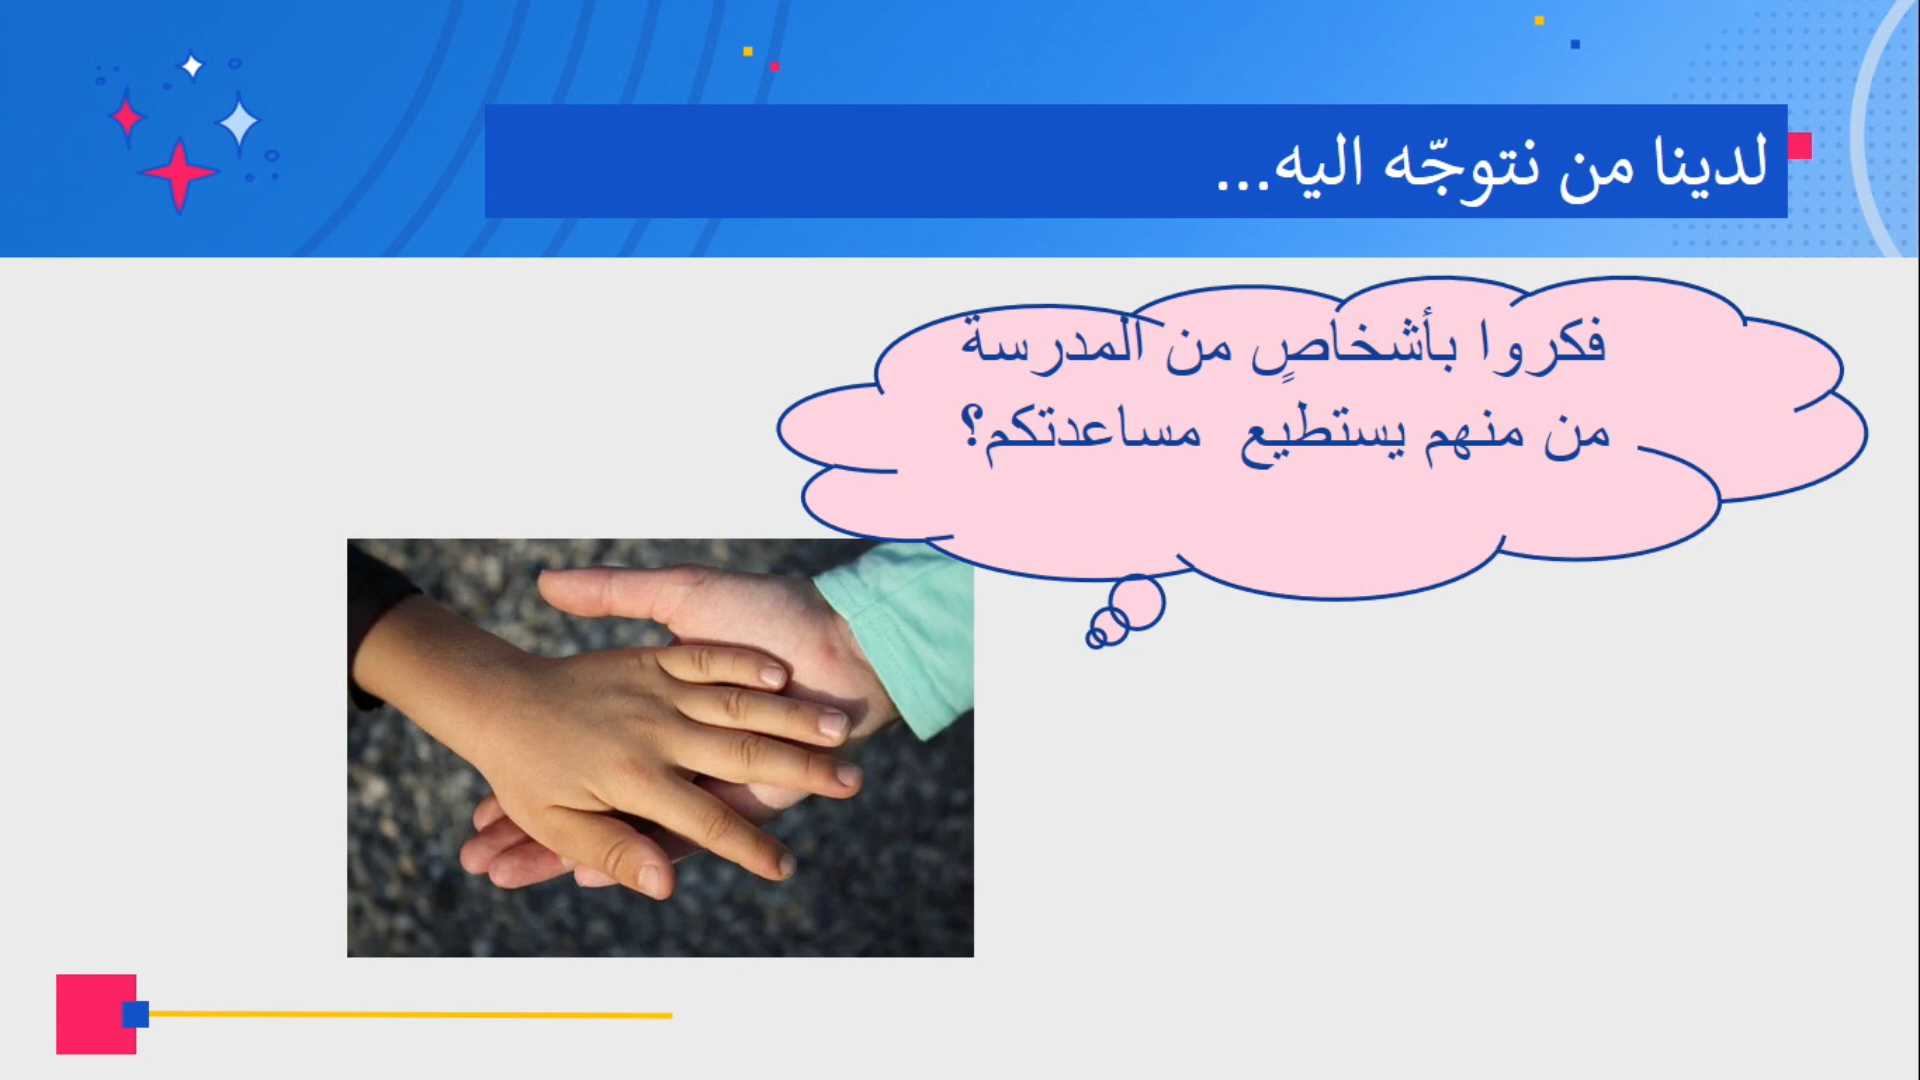 لدينا من نتوجّه اليه...
فكروا بأشخاصٍ من المدرسة
من منهم يستطيع  مساعدتكم؟